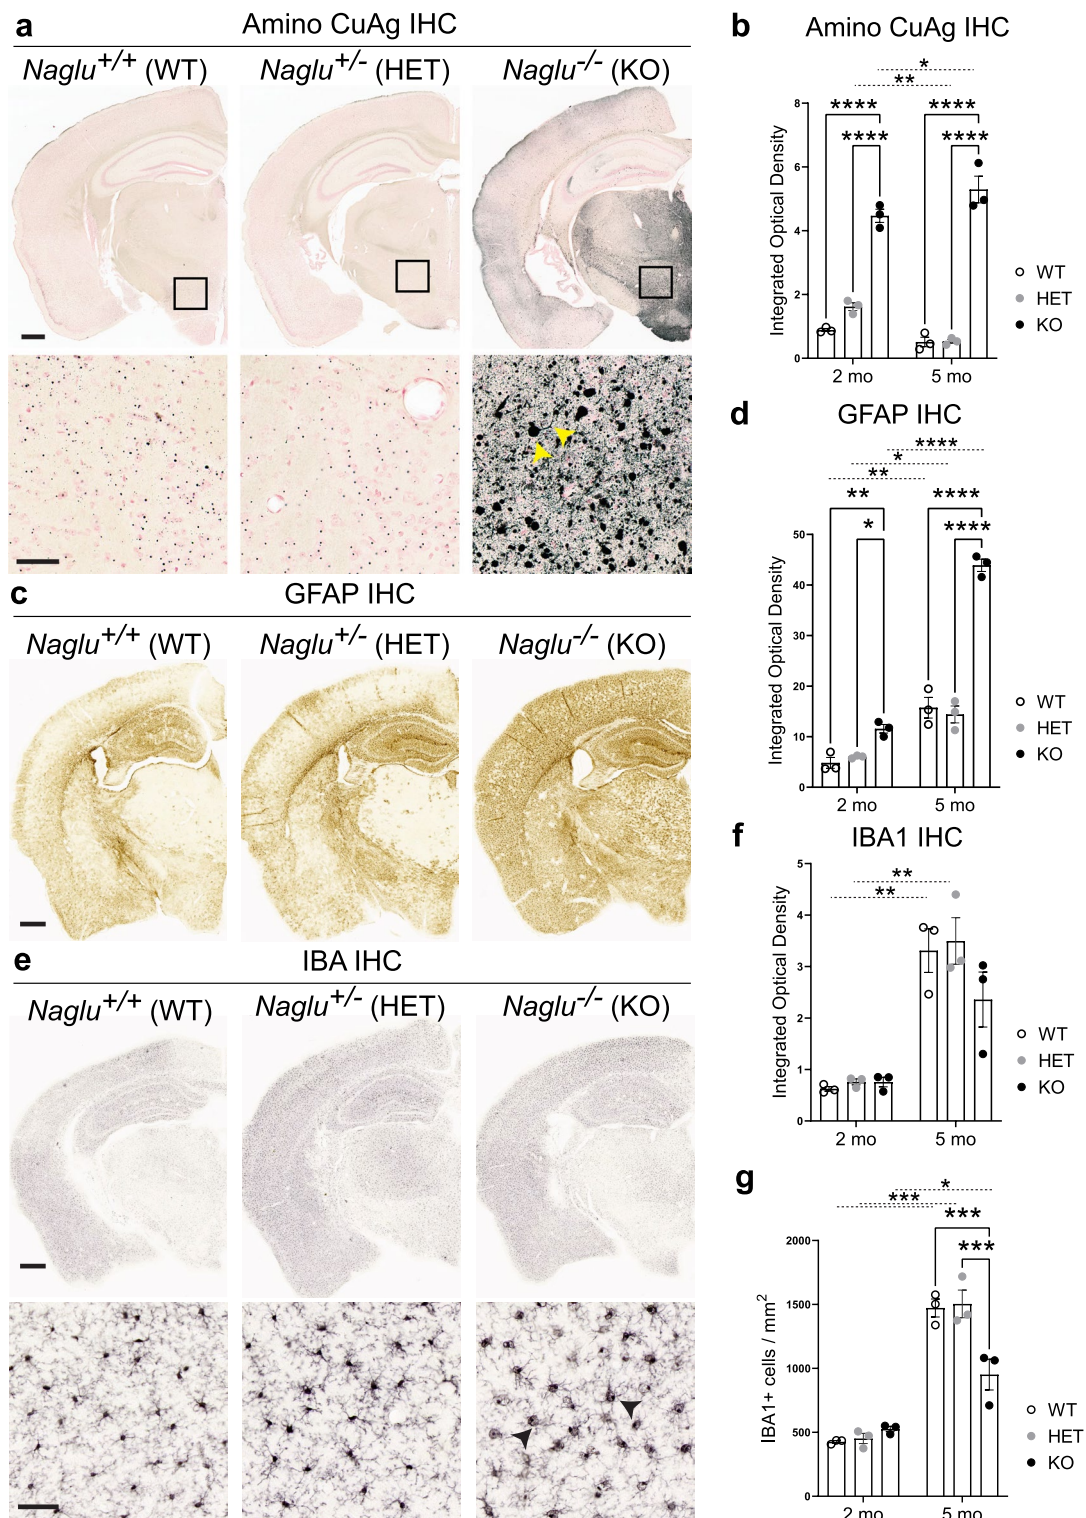 a
Amino CuAg IHC
Naglu+/+ (WT)
Naglu+/- (HET)
Naglu-/- (KO)
b
Amino CuAg IHC
*
**
**** ****
**** ****
Integrated Optical Density
8
6
4
2
0
2 mo 5 mo
WT
HET
KO
c
GFAP IHC
Naglu+/+ (WT)
Naglu+/- (HET)
Naglu-/- (KO)
d
GFAP IHC
****
*
**
** ****
* ****
Integrated Optical Density
50
40
30
20
10
0
2 mo 5 mo
WT
HET
KO
e
IBA IHC
Naglu+/+ (WT)
Naglu+/- (HET)
Naglu-/- (KO)
f
IBA1 IHC
**
**
Integrated Optical Density
5
4
3
2
1
0
2 mo 5 mo
WT
HET
KO
g
*
***
***
***
IBA1+ cells / mm2
2000
1500
1000
500
0
2 mo 5 mo
WT
HET
KO